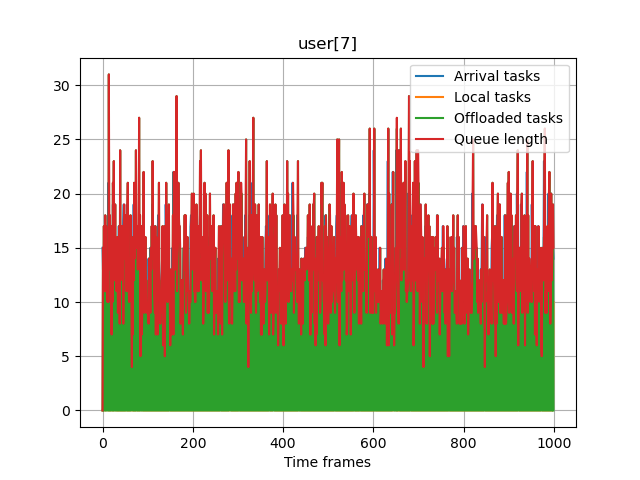 user[7]
Arrival tasks
Local tasks
Offloaded tasks
Queue length
30
25
20
15
10
5
0
0 200 400 600 800 1000
Time frames